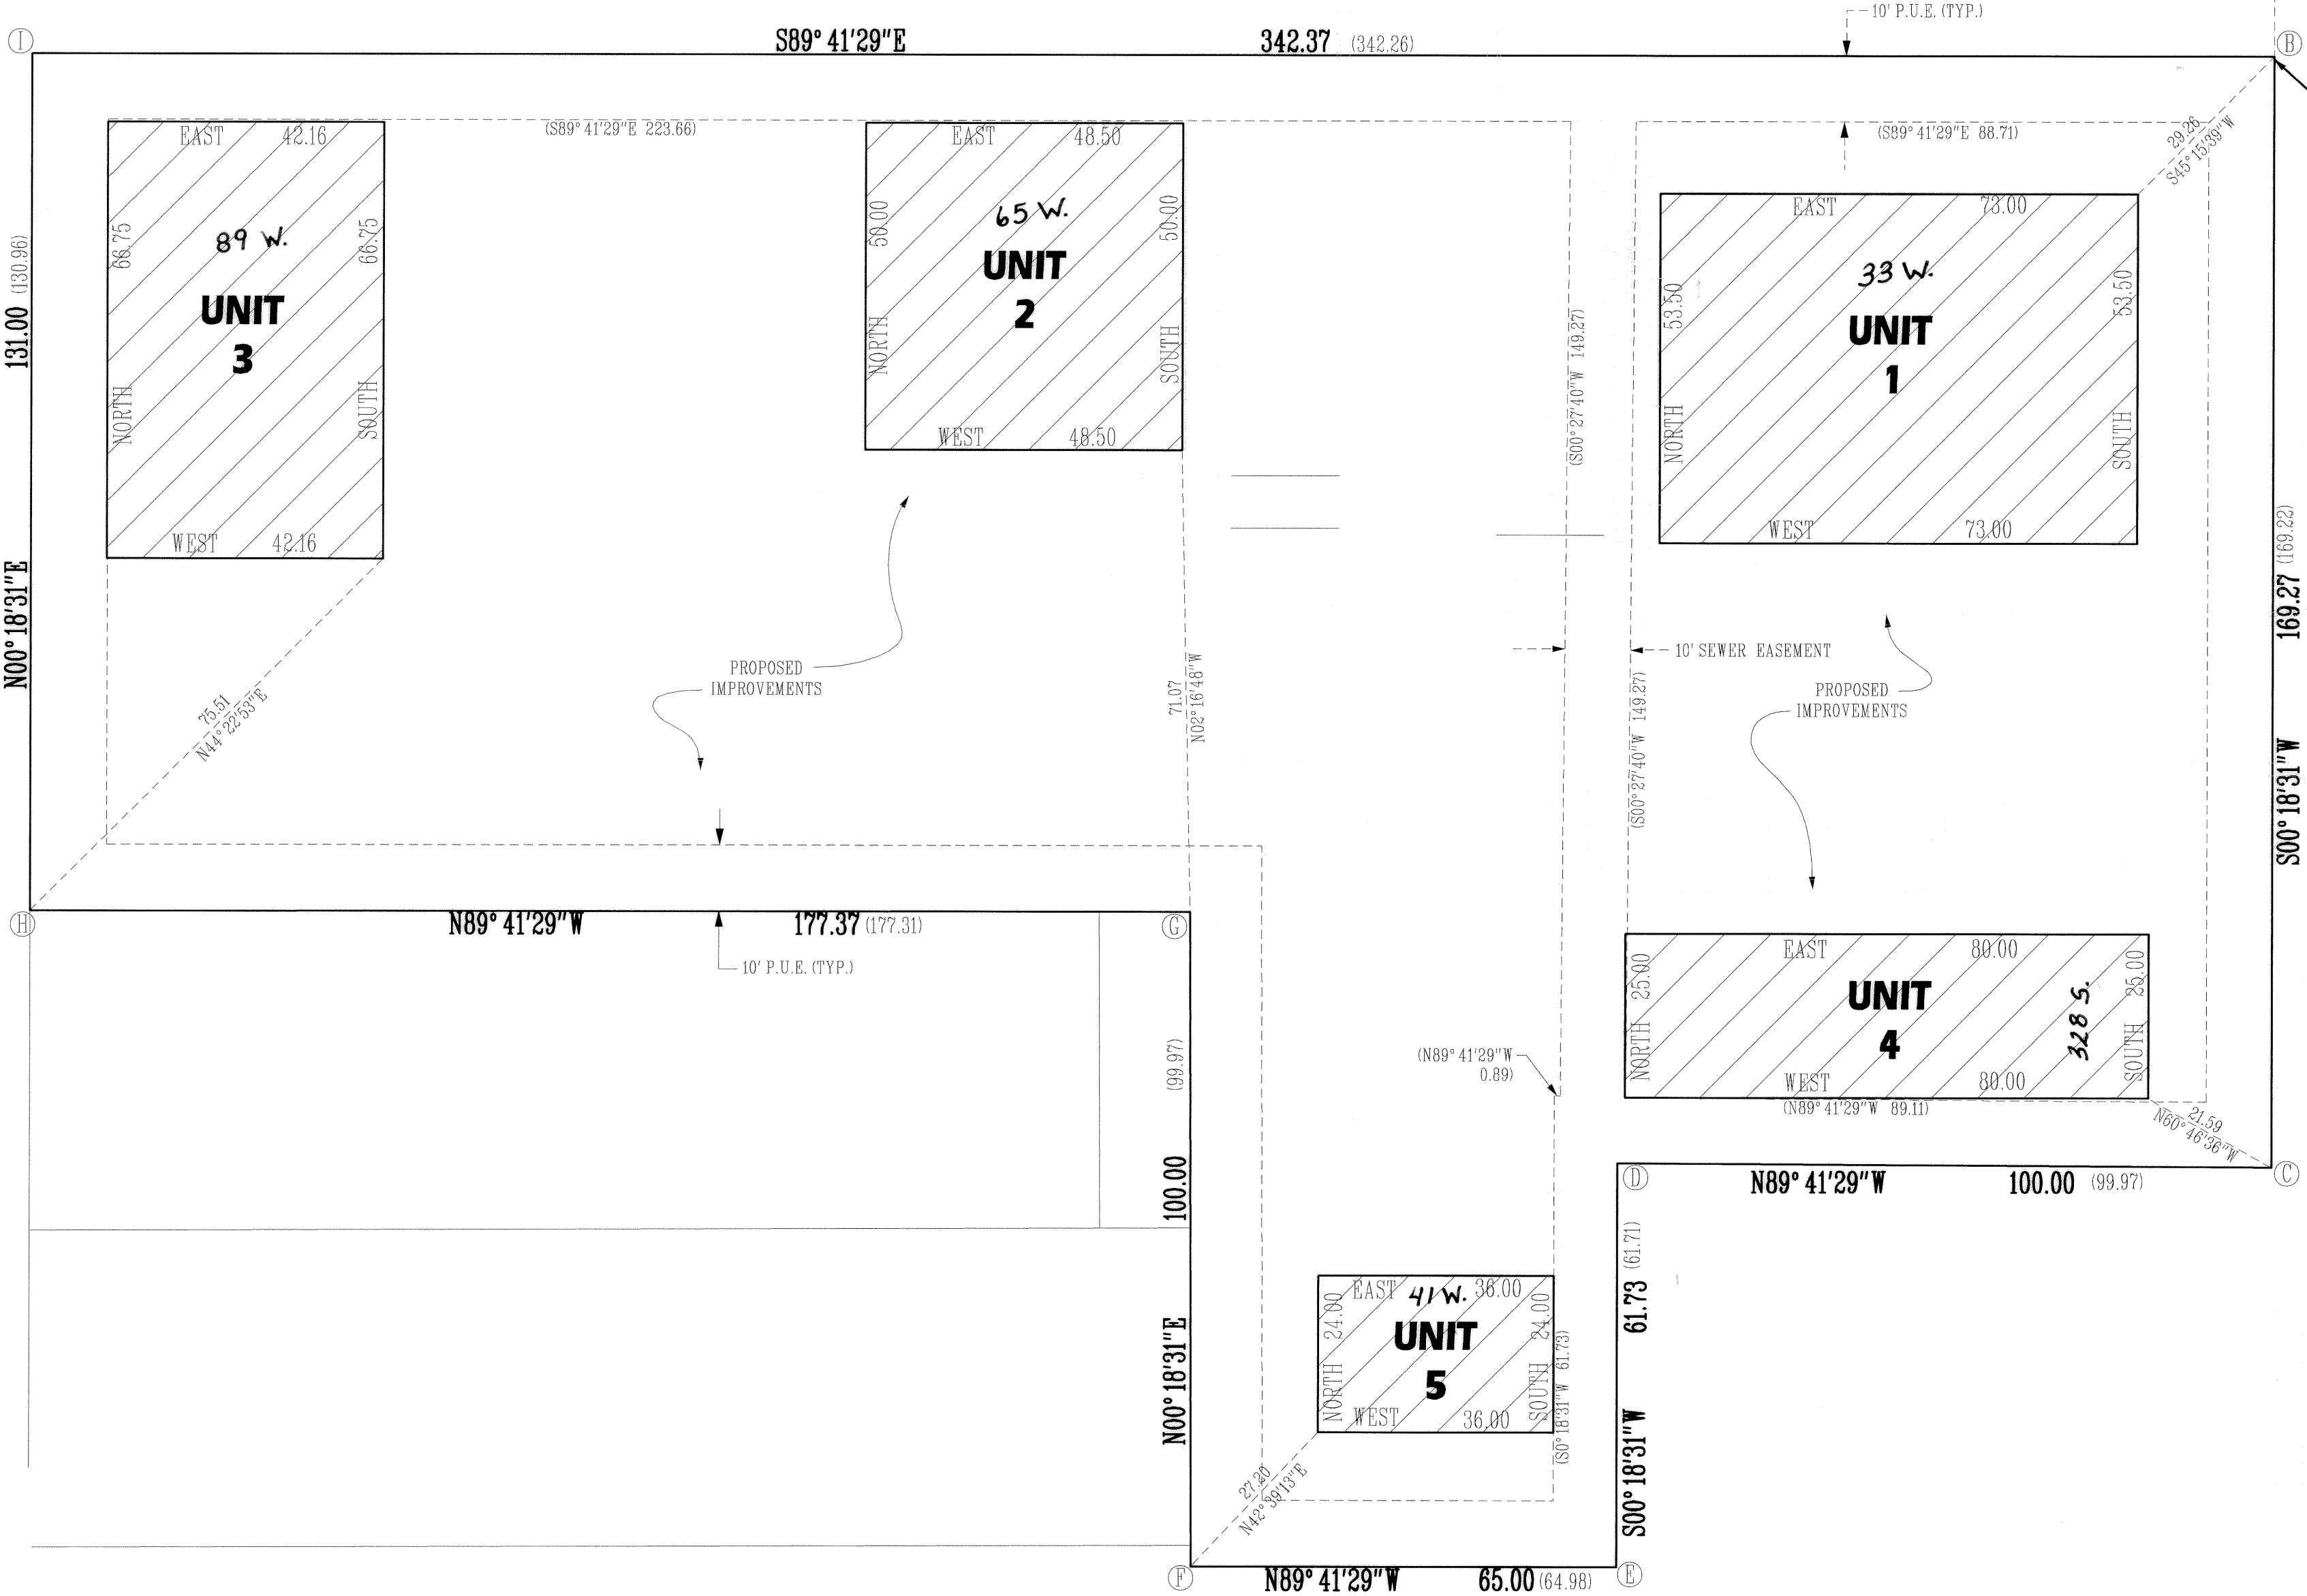 10' P.U.E. (TYP.)
I
S89° 41'29"E
342.37 (342.26)
B
EAST 42.16
(S89° 41'29"E 223.66)
EAST 48.50
(S89° 41'29"E 88.71)
29.26
S45° 15'39"W
66.75
NORTH
89 W.
UNIT
3
66.75
SOUTH
WEST 42.16
50.00
NORTH
65 W.
UNIT
2
50.00
SOUTH
WEST 48.50
EAST 73.00
53.50
NORTH
33 W.
UNIT
1
53.50
SOUTH
WEST 73.00
131.00 (130.96)
N00° 18'31"E
(S00° 27'40"W 149.27)
169.27 (169.22)
S00° 18'31"W
75.51
N44° 22'53"E
PROPOSED
IMPROVEMENTS
71.07
N02° 16'48"W
10' SEWER EASEMENT
PROPOSED
IMPROVEMENTS
(S00° 27'40"W 149.27)
H
N89° 41'29"W
177.37 (177.31)
G
10' P.U.E. (TYP.)
EAST 80.00
25.00
NORTH
UNIT
4
328 S.
25.00
SOUTH
WEST 80.00
(N89° 41'29"W 89.11)
(N89° 41'29"W
0.89)
21.59
N60° 46'36"W
(99.97)
100.00
N00° 18'31"E
D
N89° 41'29"W
100.00 (99.97)
C
(61.71)
61.73
S00° 18'31"W
EAST 36.00
41 W.
24.00
NORTH
UNIT
5
24.00
SOUTH
WEST 36.00
(S0° 18'31"W 61.73)
27.20
N42° 39'13"E
F
N89° 41'29"W
65.00 (64.98)
E